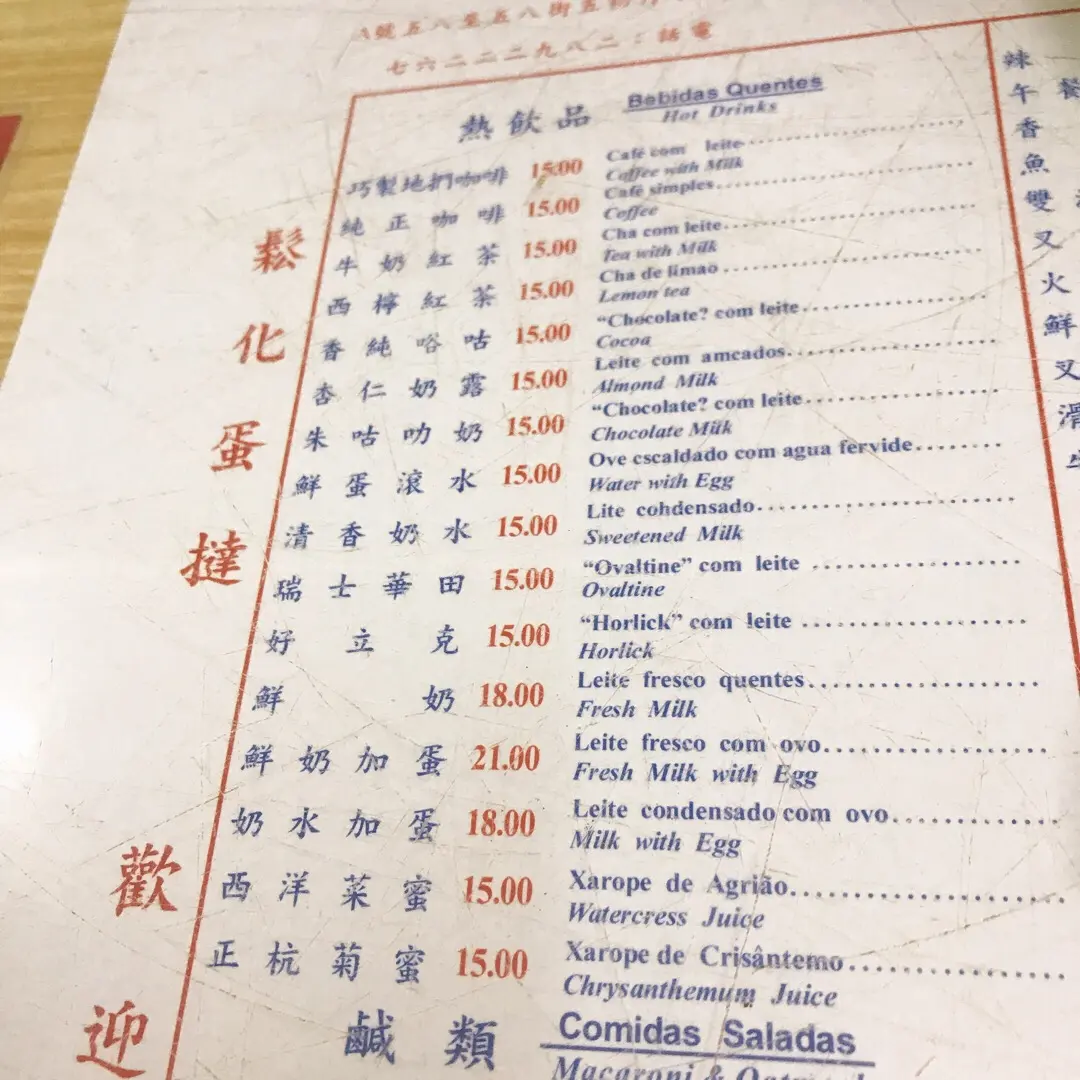 七六二二二九八二：話電
熱飲品 Bebidas Quentes
Hot Drinks
巧製地捫咖啡 15.00 Café com leite
Coffee with Milk
純正咖啡 15.00 Café simples
Coffee
牛奶紅茶 15.00 Cha com leite
Tea with Milk
西檸紅茶 15.00 Cha de limao
Lemon tea
香純唂咕 15.00 "Chocolate? com leite
Cocoa
杏仁奶露 15.00 Leite com amcados
Almond Milk
朱咕叻奶 15.00 "Chocolate? com leite
Chocolate Milk
鮮蛋滾水 15.00 Ove escaldado com agua fervide
Water with Egg
清香奶水 15.00 Lite cohdensado
Sweetened Milk
瑞士華田 15.00 "Ovaltine" com leite
Ovaltine
好立克 15.00 "Horlick" com leite
Horlick
鮮奶 18.00 Leite fresco quentes
Fresh Milk
鮮奶加蛋 21.00 Leite fresco com ovo
Fresh Milk with Egg
奶水加蛋 18.00 Leite condensado com ovo
Milk with Egg
西洋菜蜜 15.00 Xarope de Agrião
Watercress Juice
正杭菊蜜 15.00 Xarope de Crisântemo
Chrysanthemum Juice
鹹類 Comidas Saladas
Macaroni &
鬆化蛋撻
歡迎
辣
午餐
香
魚
雙
叉
火
鮮
叉
滑